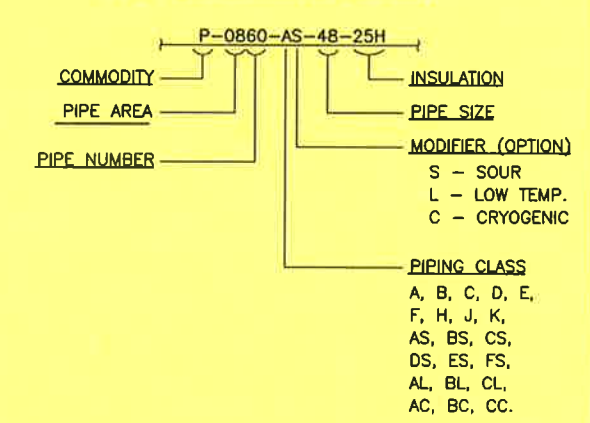 P-0860-AS-48-25H
COMMODITY
INSULATION
PIPE AREA
PIPE SIZE
PIPE NUMBER
MODIFIER (OPTION)
S - SOUR
L - LOW TEMP.
C - CRYOGENIC
PIPING CLASS
A, B, C, D, E,
F, H, J, K,
AS, BS, CS,
DS, ES, FS,
AL, BL, CL,
AC, BC, CC.